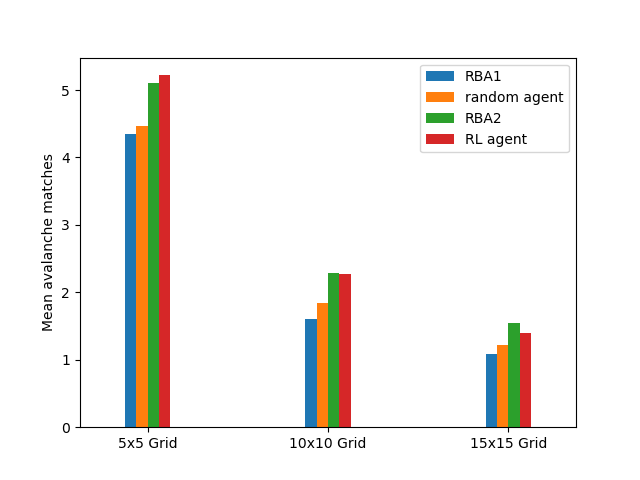 RBA1
random agent
RBA2
RL agent
Mean avalanche matches
5
4
3
2
1
0
5x5 Grid
10x10 Grid
15x15 Grid